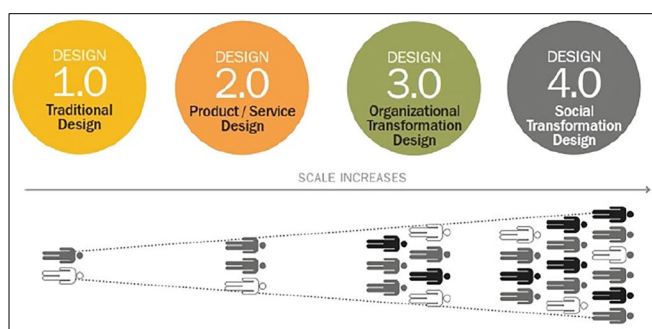 DESIGN
1.0
Traditional
Design
DESIGN
2.0
Product / Service
Design
DESIGN
3.0
Organizational
Transformation
Design
DESIGN
4.0
Social
Transformation
Design
SCALE INCREASES